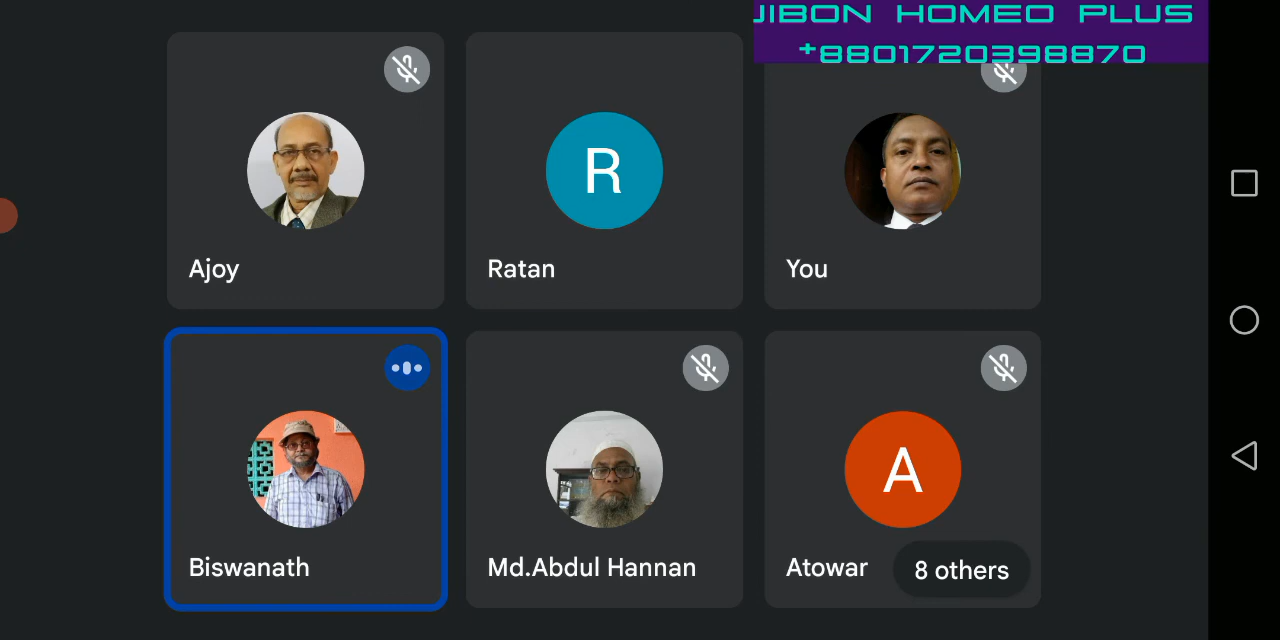 JIBON HOMEO PLUS
+8801720398870
R
Ajoy
Ratan
You
A
Biswanath
Md.Abdul Hannan
Atowar
8 others